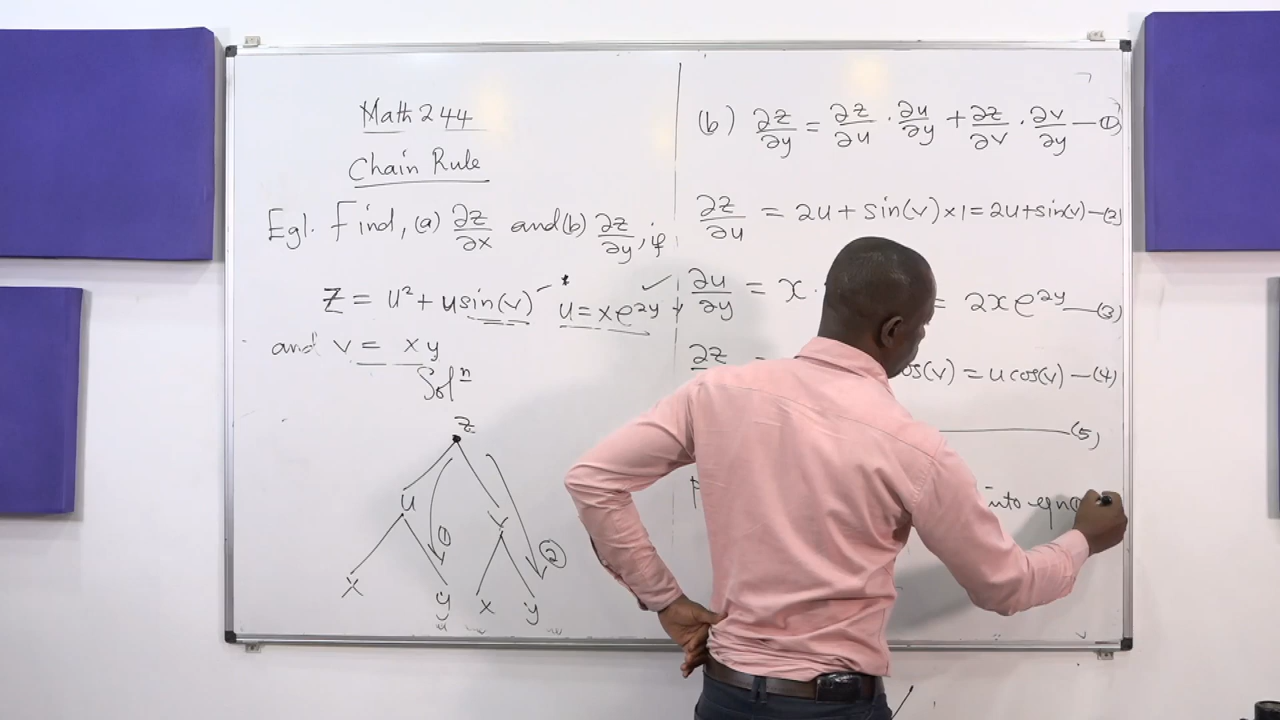 Math 244
Chain Rule
Eg1. Find, (a) ∂z/∂x and (b) ∂z/∂y, if
z = u² + u sin(v) u = xe^2y
and v = xy
Solⁿ
z
u v
x y x y
① ②
(b) ∂z/∂y = ∂z/∂u · ∂u/∂y + ∂z/∂v · ∂v/∂y —①
∂z/∂u = 2u + sin(v) × 1 = 2u + sin(v) —(2)
∂u/∂y = x · = 2xe^2y —(3)
∂z = cos(v) = u cos(v) —(4)
—(5)
into eqn